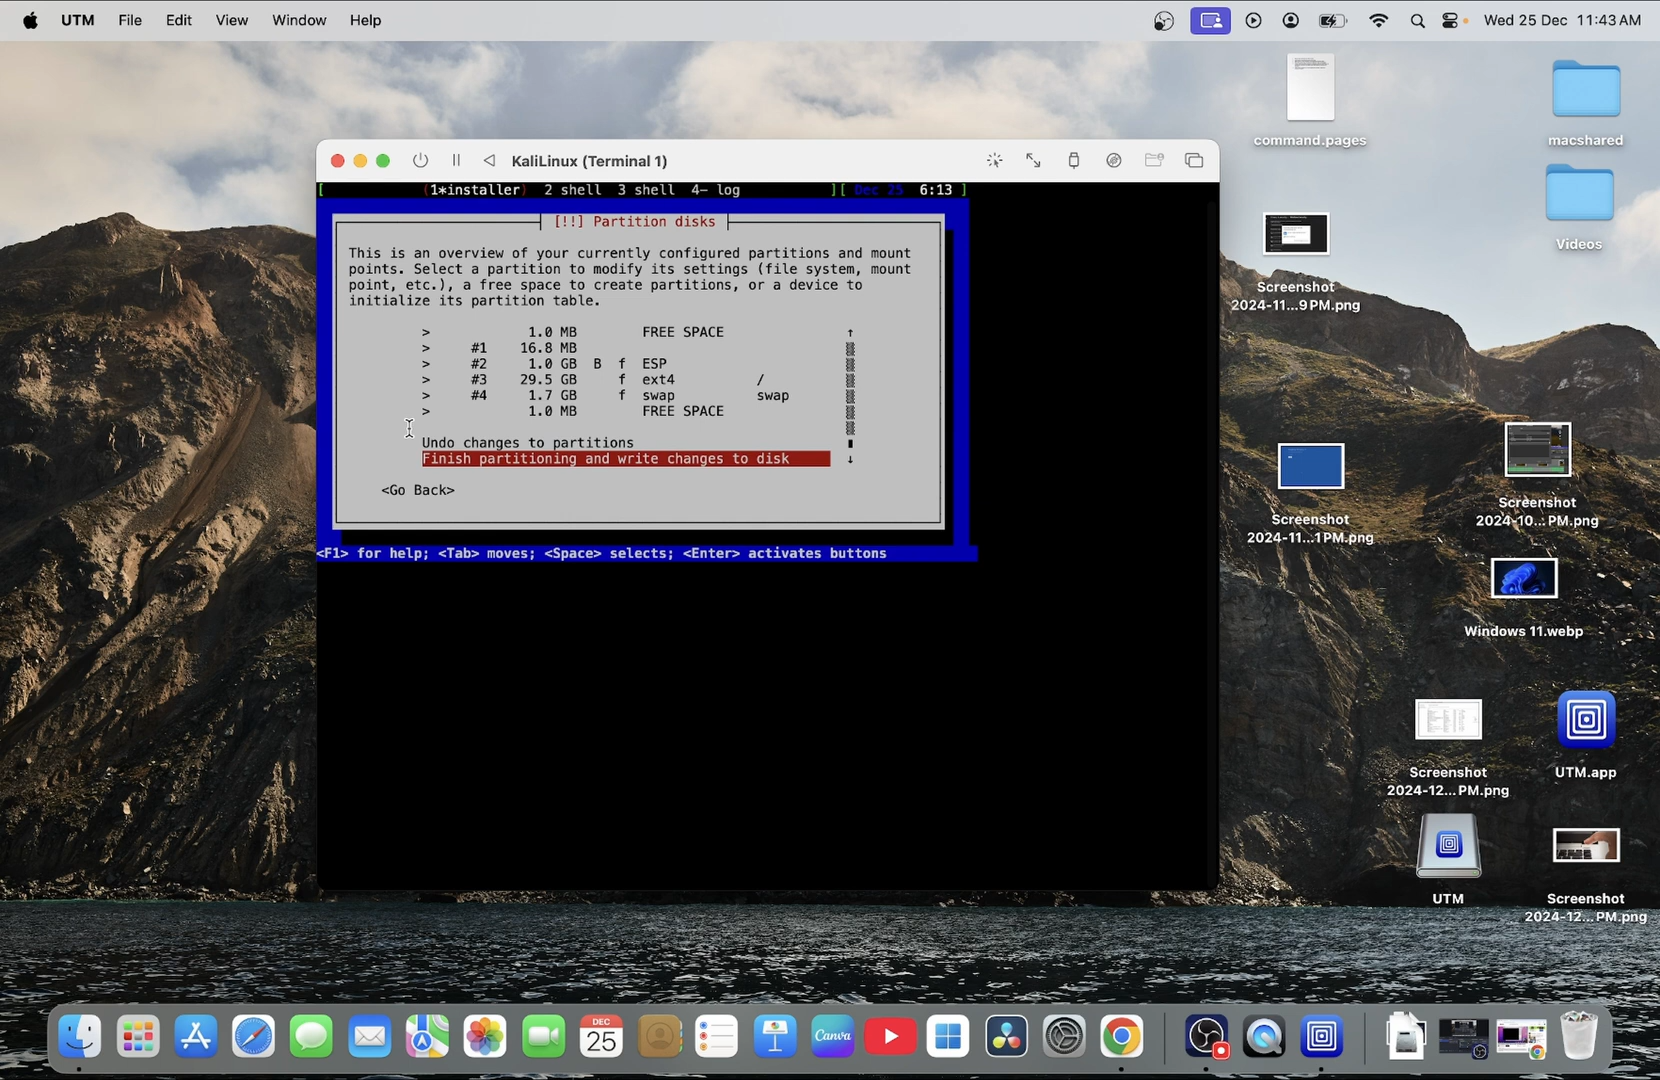 UTM File Edit View Window Help
Wed 25 Dec 11:43 AM
KaliLinux (Terminal 1)
[ (1*installer) 2 shell 3 shell 4- log ][ Dec 25 6:13 ]
[!!] Partition disks
This is an overview of your currently configured partitions and mount
points. Select a partition to modify its settings (file system, mount
point, etc.), a free space to create partitions, or a device to
initialize its partition table.
> 1.0 MB FREE SPACE ↑
> #1 16.8 MB
> #2 1.0 GB B f ESP
> #3 29.5 GB f ext4 /
> #4 1.7 GB f swap swap
> 1.0 MB FREE SPACE
Undo changes to partitions
Finish partitioning and write changes to disk ↓
<Go Back>
<F1> for help; <Tab> moves; <Space> selects; <Enter> activates buttons
command.pages
macshared
Videos
Screenshot
2024-11...9 PM.png
Screenshot
2024-11...1 PM.png
Screenshot
2024-10...PM.png
Windows 11.webp
Screenshot
2024-12...PM.png
UTM.app
UTM
Screenshot
2024-12...PM.png
DEC
25
Canva